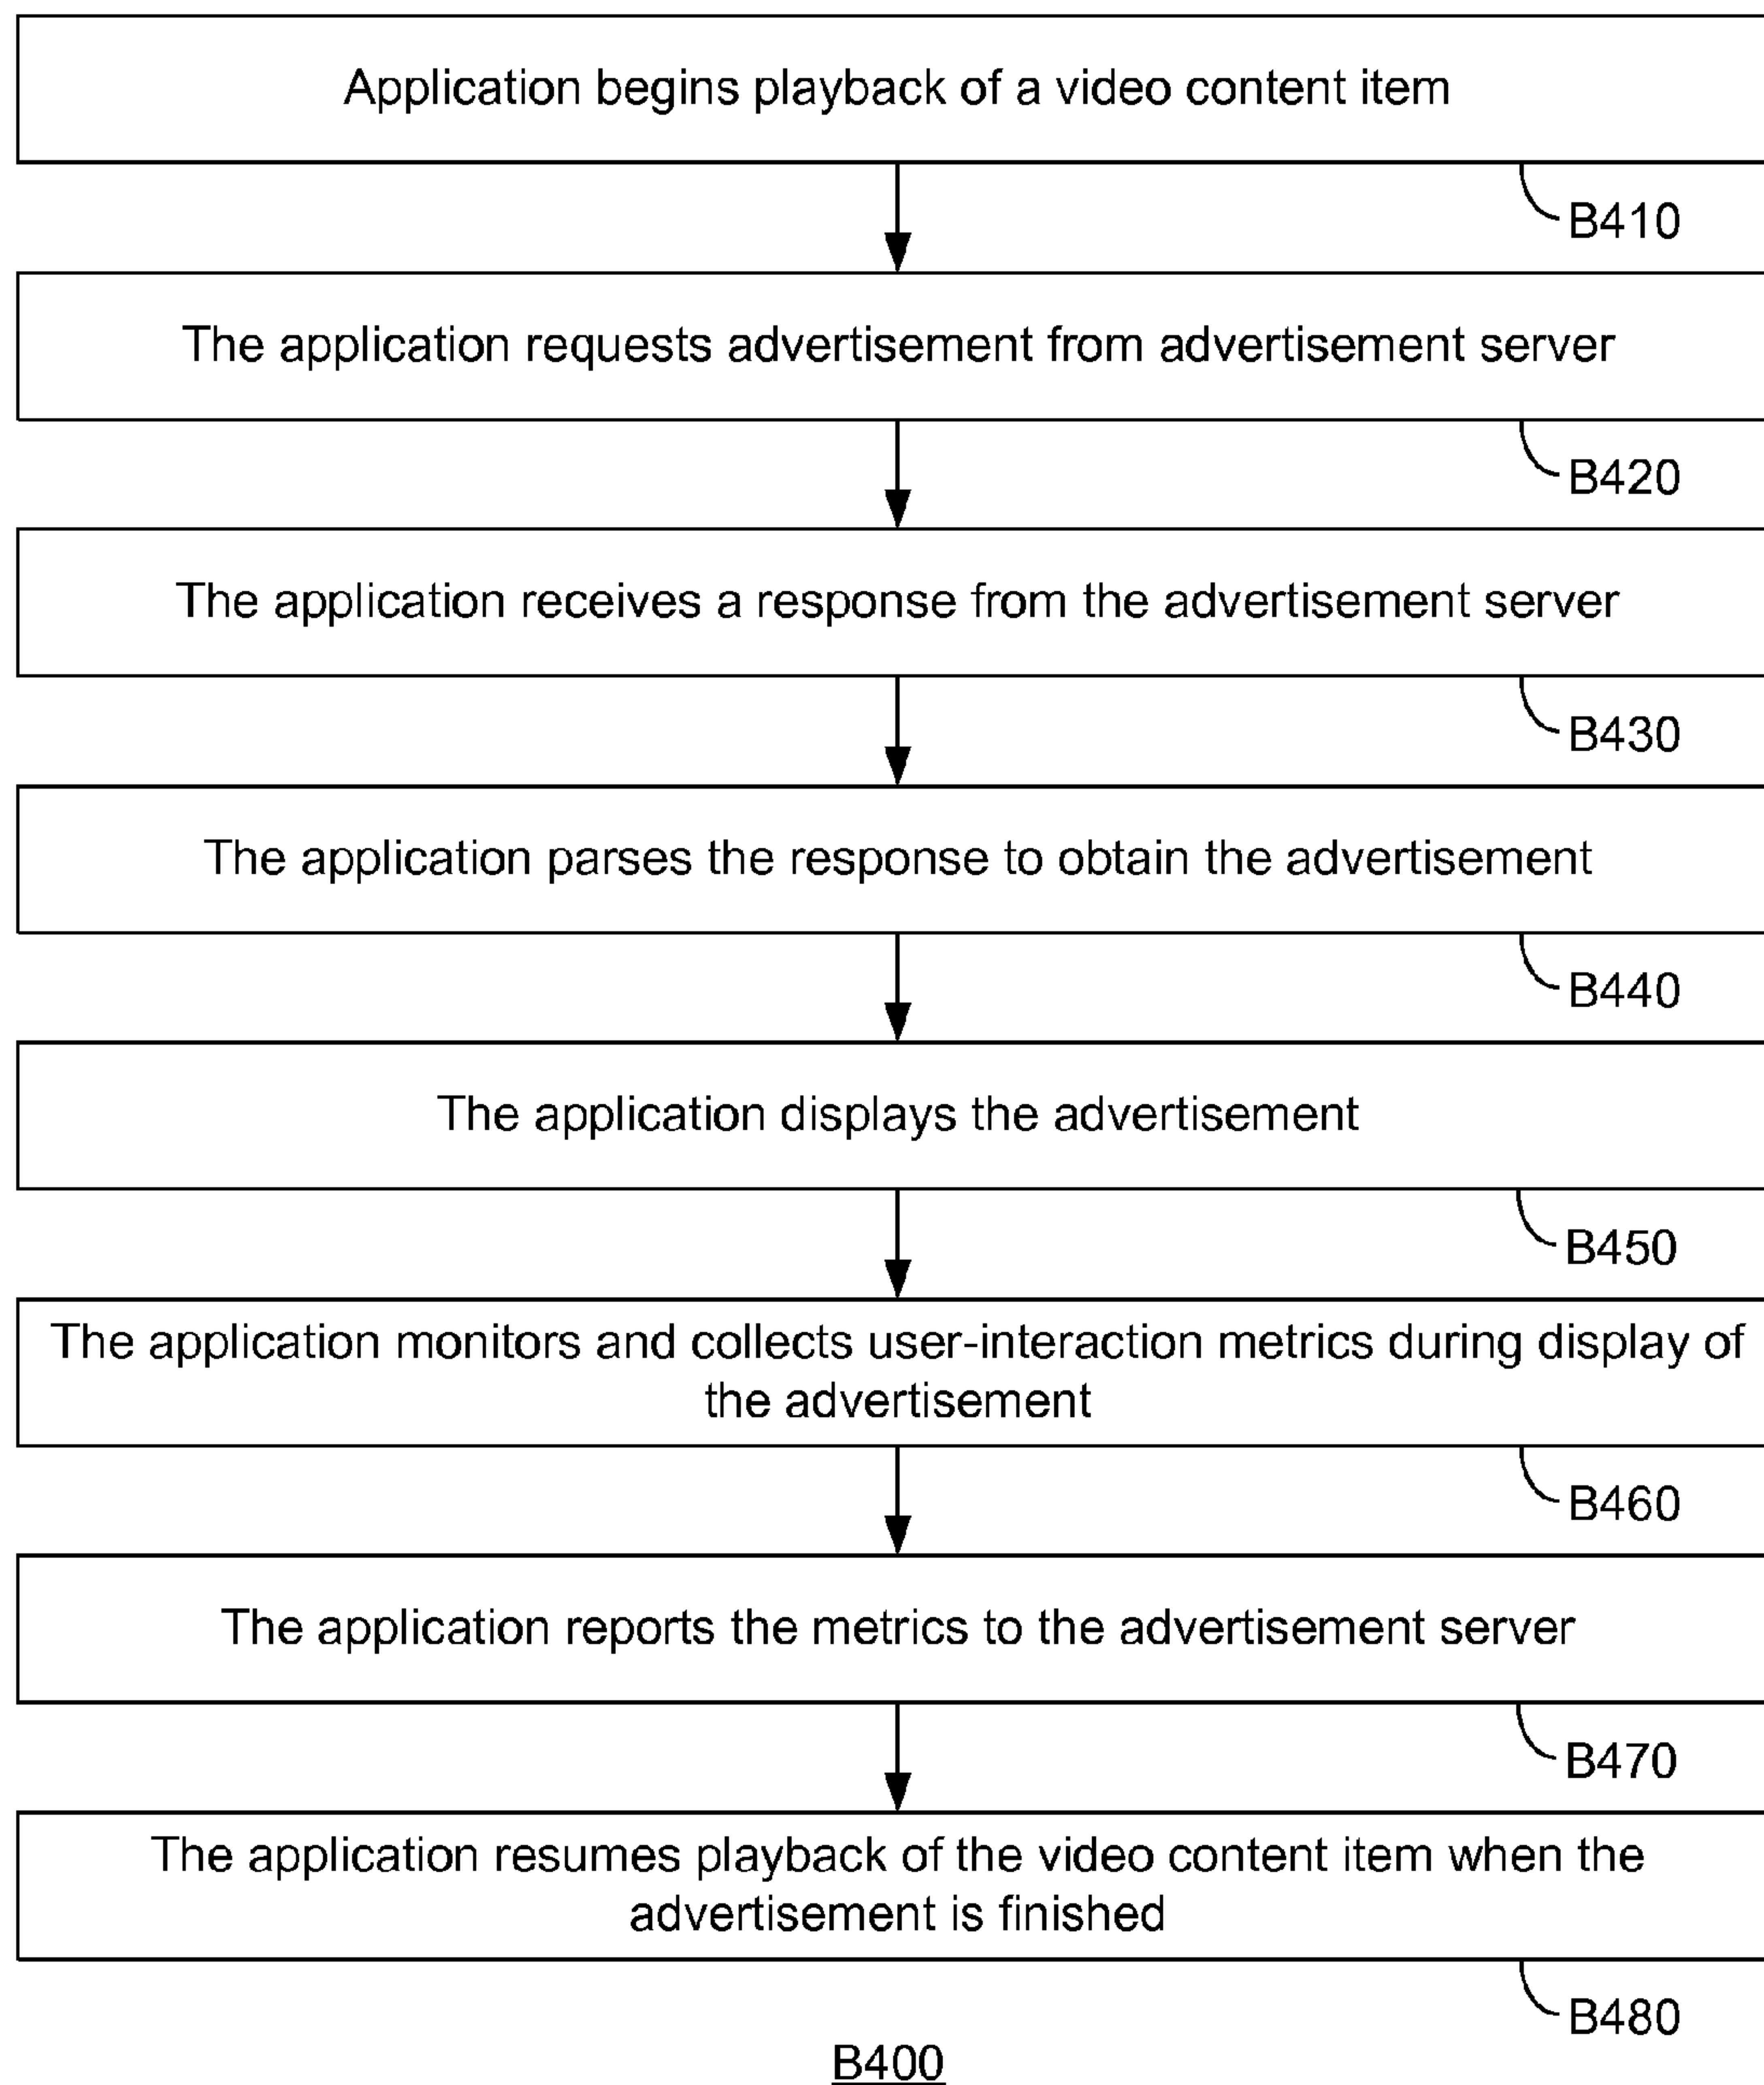 Application begins playback of a video content item
B410
The application requests advertisement from advertisement server
B420
The application receives a response from the advertisement server
B430
The application parses the response to obtain the advertisement
B440
The application displays the advertisement
B450
The application monitors and collects user-interaction metrics during display of
the advertisement
B460
The application reports the metrics to the advertisement server
B470
The application resumes playback of the video content item when the
advertisement is finished
B480
B400